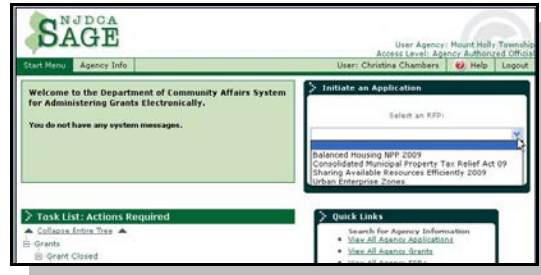 NJDCA
SAGE
User Agency: Mount Holly Township
Access Level: Agency Authorized Official
Start Menu Agency Info User: Christina Chambers Help Logout
Welcome to the Department of Community Affairs System
for Administering Grants Electronically.
You do not have any system messages.
Initiate an Application
Select an RFP:
Balanced Housing NPP 2009
Consolidated Municipal Property Tax Relief Act 09
Sharing Available Resources Efficiently 2009
Urban Enterprise Zones
Task List: Actions Required
Collapse Entire Tree
Grants
Grant Closed
Quick Links
Search for Agency Information
View All Agency Applications
View All Agency Grants
View All Agency